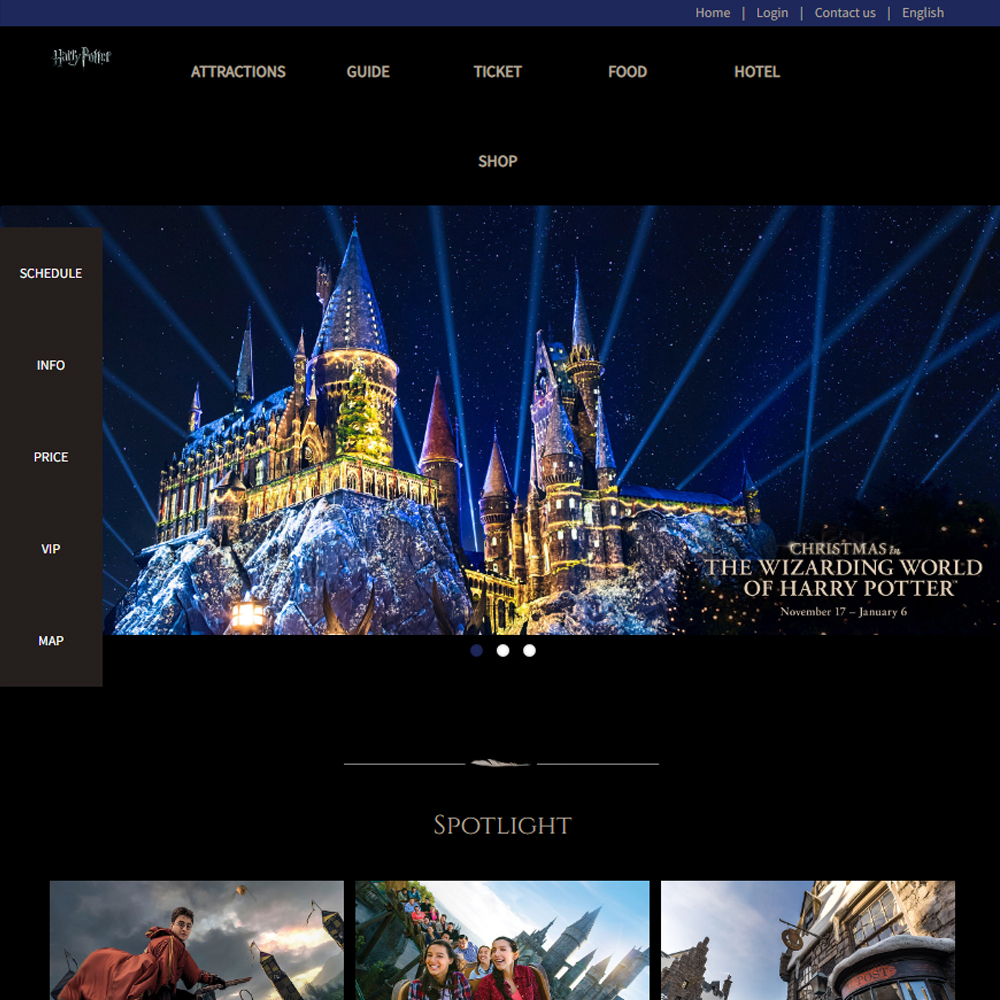 Home | Login | Contact us | English
Harry Potter
ATTRACTIONS GUIDE TICKET FOOD HOTEL
SHOP
SCHEDULE
INFO
PRICE
VIP
MAP
CHRISTMAS in
THE WIZARDING WORLD
OF HARRY POTTER™
November 17 – January 6
SPOTLIGHT
POST